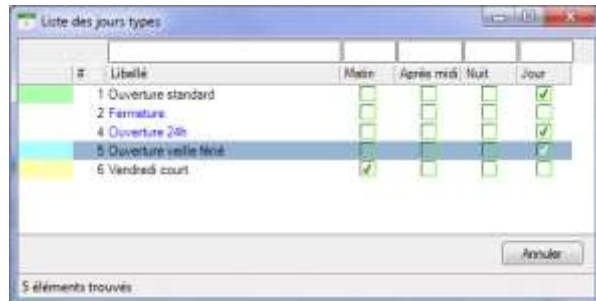 Liste des jours types
# Libellé Matin Après midi Nuit Jour
1 Ouverture standard
2 Fermeture
4 Ouverture 24h
5 Ouverture veille férié
6 Vendredi court
Annuler
5 éléments trouvés